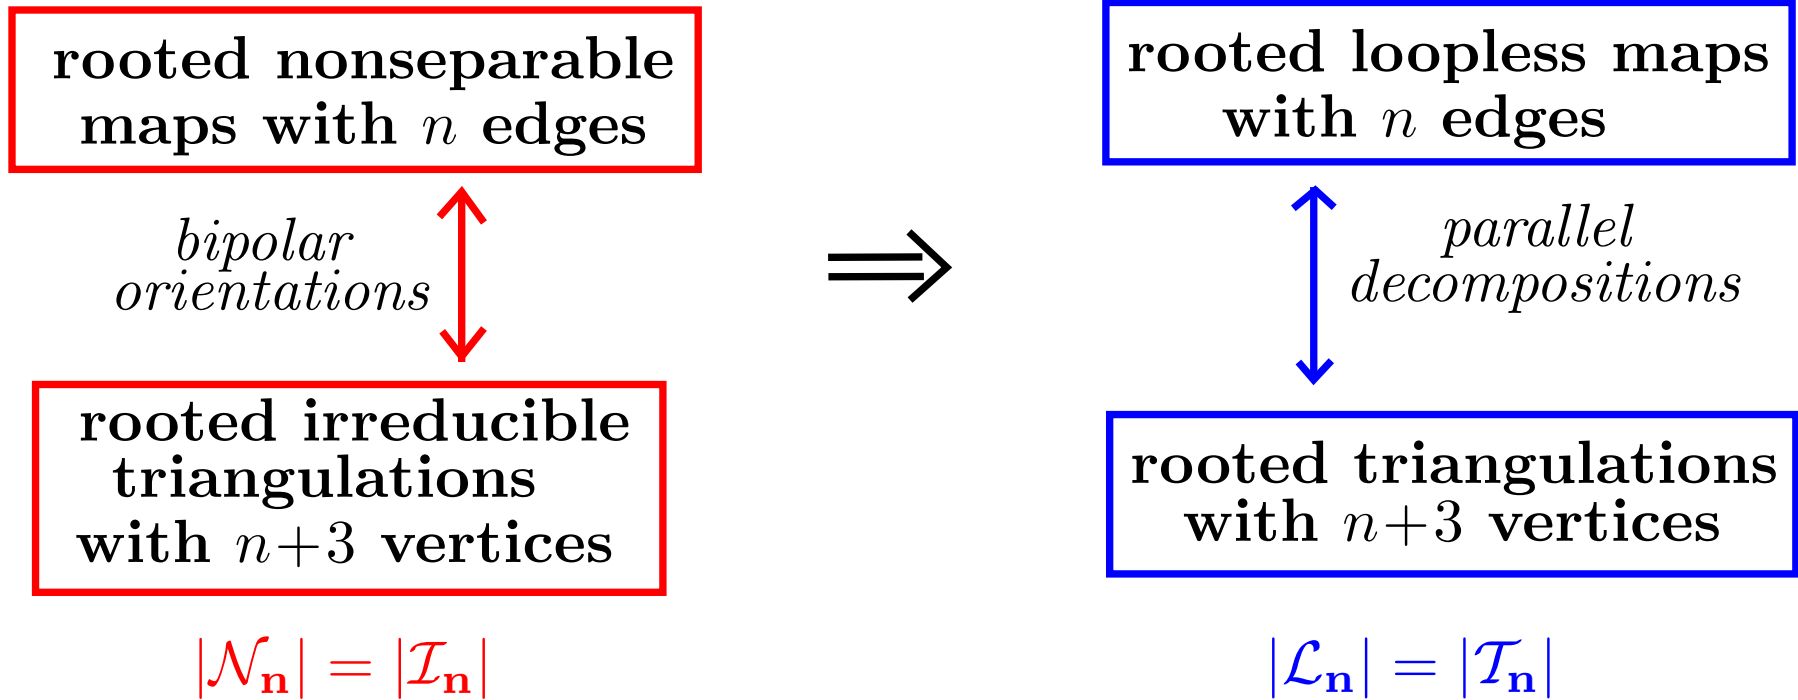 rooted nonseparable
maps with n edges
bipolar
orientations
rooted irreducible
triangulations
with n+3 vertices
|𝒩ₙ| = |ℐₙ|
⟹
rooted loopless maps
with n edges
parallel
decompositions
rooted triangulations
with n+3 vertices
|ℒₙ| = |𝒯ₙ|